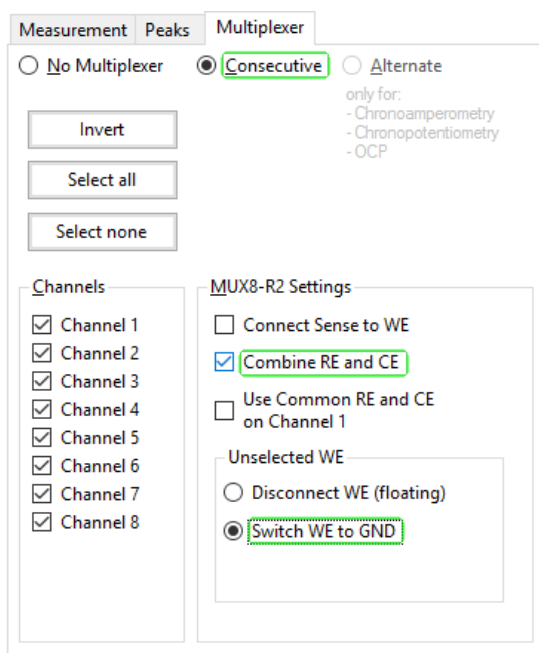 Measurement Peaks Multiplexer
No Multiplexer Consecutive Alternate
only for:
- Chronoamperometry
- Chronopotentiometry
- OCP
Invert
Select all
Select none
Channels
Channel 1
Channel 2
Channel 3
Channel 4
Channel 5
Channel 6
Channel 7
Channel 8
MUX8-R2 Settings
Connect Sense to WE
Combine RE and CE
Use Common RE and CE
on Channel 1
Unselected WE
Disconnect WE (floating)
Switch WE to GND